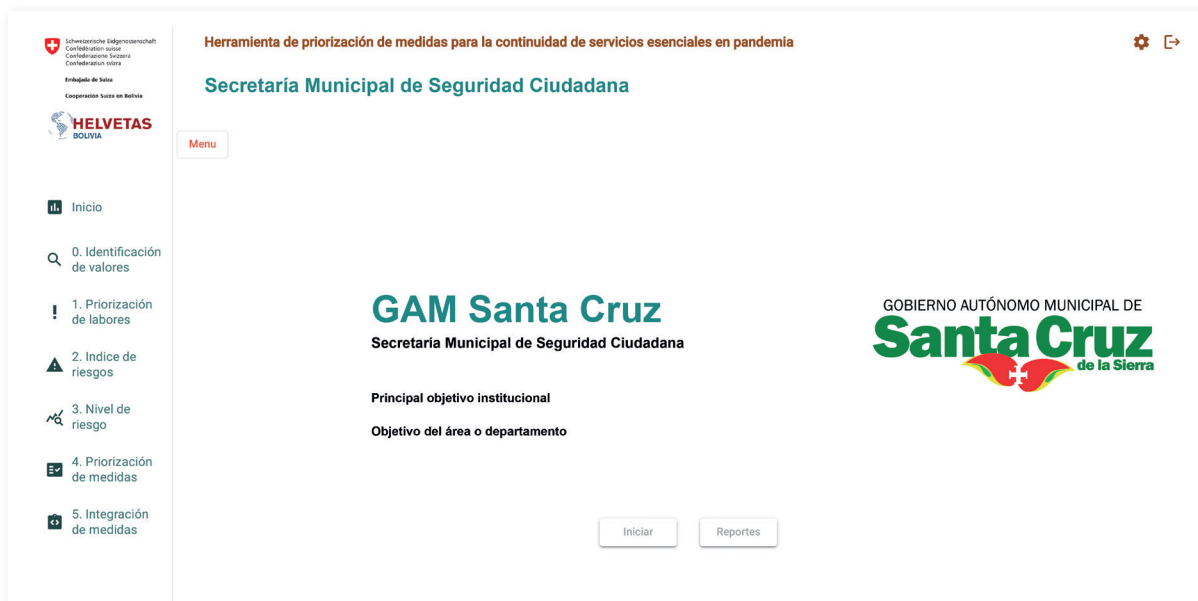 Schweizerische Eidgenossenschaft
Confédération suisse
Confederazione Svizzera
Confederaziun svizra
Embajada de Suiza
Cooperación Suiza en Bolivia
HELVETAS
BOLIVIA
Herramienta de priorización de medidas para la continuidad de servicios esenciales en pandemia
Secretaría Municipal de Seguridad Ciudadana
Menu
Inicio
0. Identificación
de valores
1. Priorización
de labores
2. Indice de
riesgos
3. Nivel de
riesgo
4. Priorización
de medidas
5. Integración
de medidas
GAM Santa Cruz
Secretaría Municipal de Seguridad Ciudadana
Principal objetivo institucional
Objetivo del área o departamento
GOBIERNO AUTÓNOMO MUNICIPAL DE
Santa Cruz
de la Sierra
Iniciar
Reportes